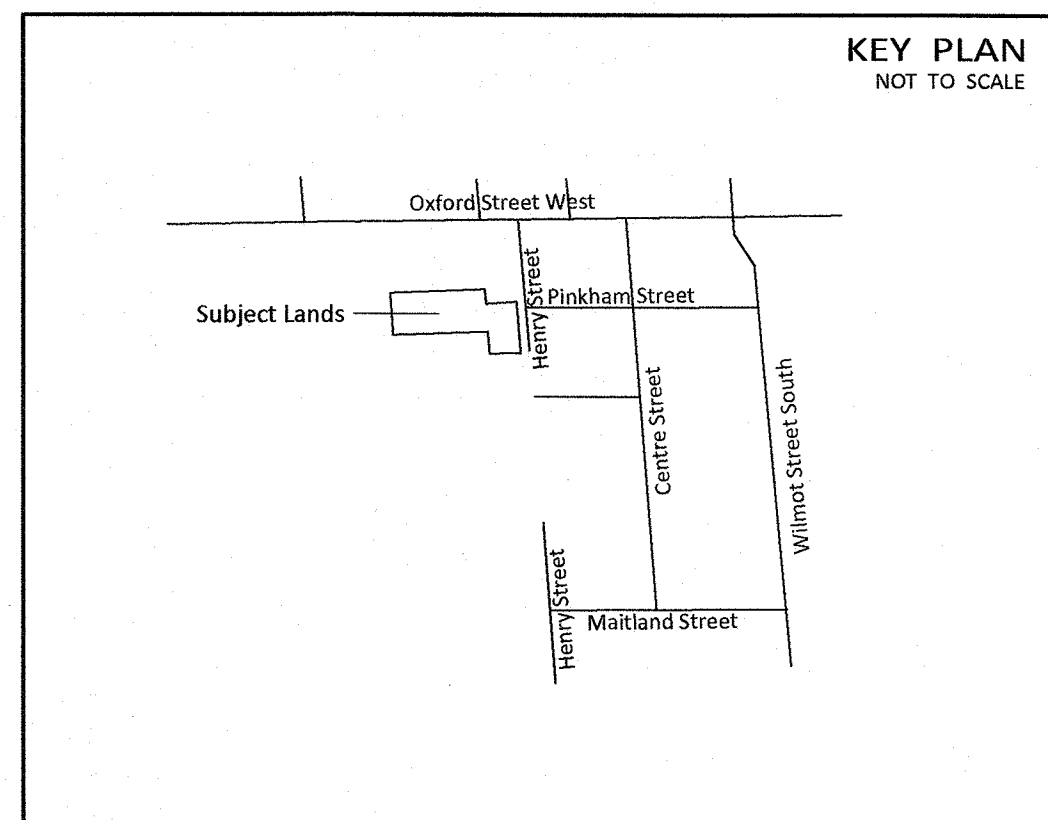 KEY PLAN
NOT TO SCALE
Oxford Street West
Henry Street
Pinkham Street
Subject Lands
Centre Street
Wilmot Street South
Henry Street
Maitland Street